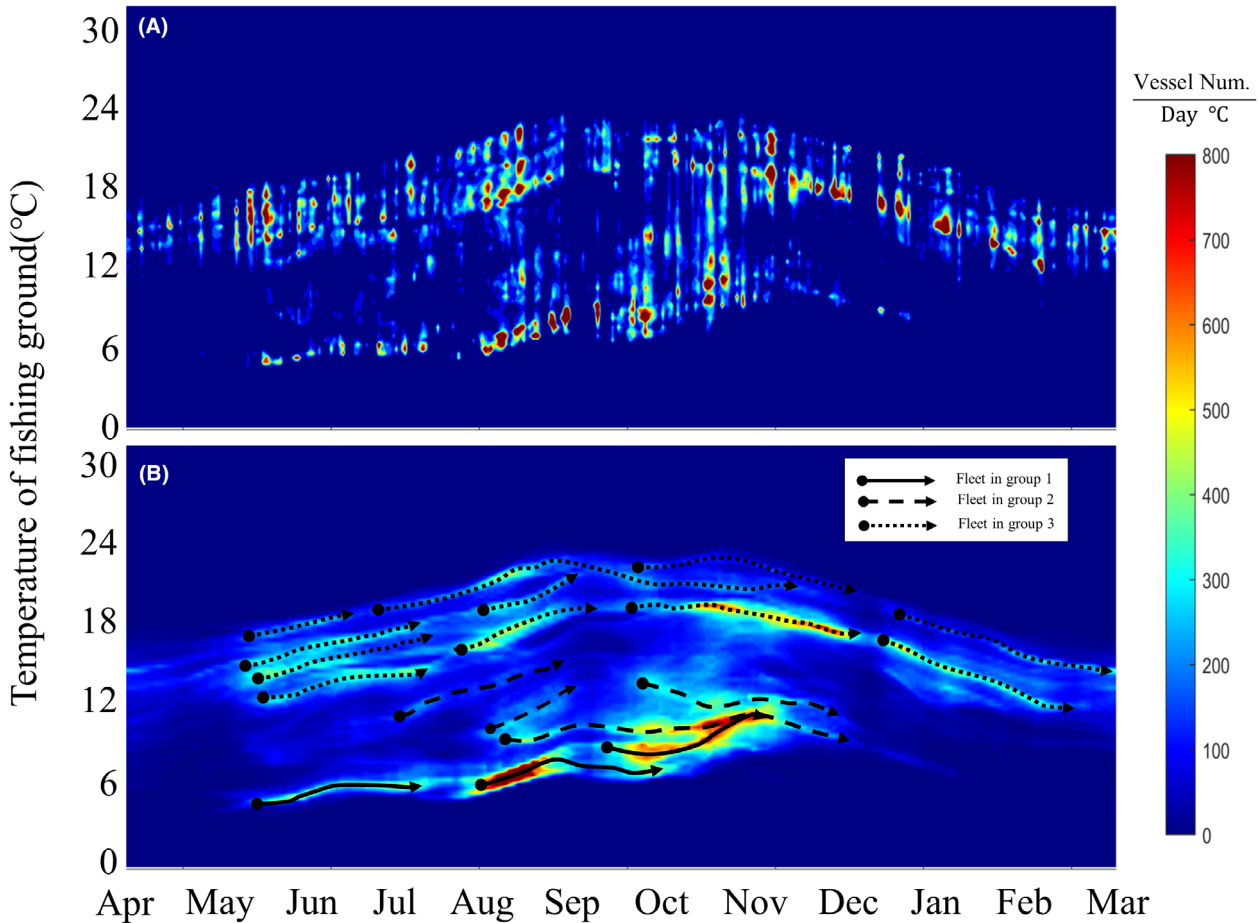 (A)
30
24
18
12
6
0
Temperature of fishing ground(°C)
Vessel Num.
Day °C
800
700
600
500
400
300
200
100
0
(B)
Fleet in group 1
Fleet in group 2
Fleet in group 3
30
24
18
12
6
0
Apr May Jun Jul Aug Sep Oct Nov Dec Jan Feb Mar